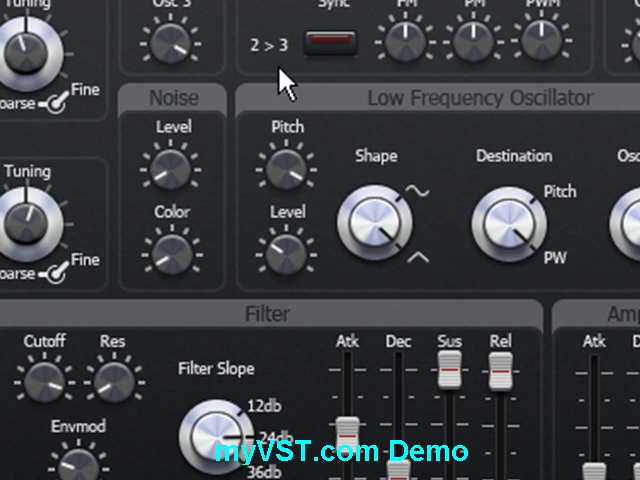 Tuning
Osc 3
Sync
FM
PM
PWM
2 > 3
Fine
Noise
Low Frequency Oscillator
Level
Pitch
Shape
Destination
Tuning
Pitch
Color
Level
Fine
PW
Filter
Cutoff
Res
Atk
Dec
Sus
Rel
Atk
Filter Slope
12db
Envmod
24db
myVST.com Demo
36db